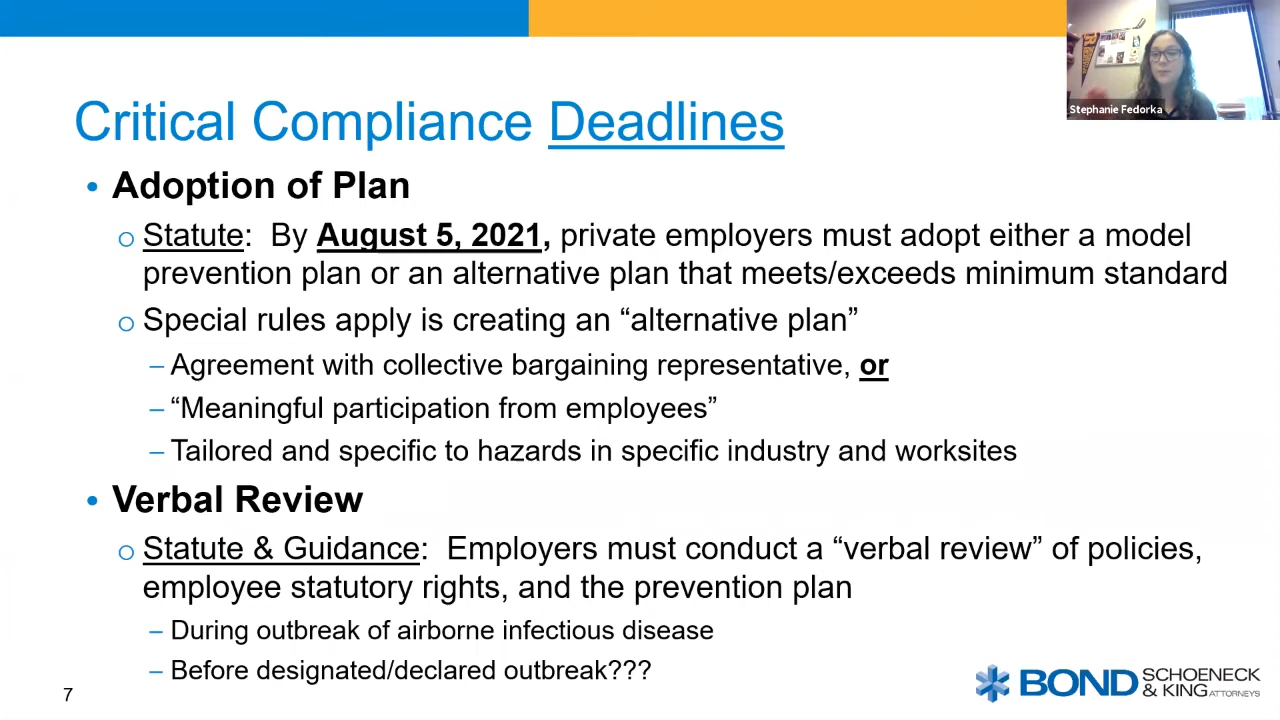 Stephanie Fedorka
Critical Compliance Deadlines
• Adoption of Plan
o Statute: By August 5, 2021, private employers must adopt either a model
prevention plan or an alternative plan that meets/exceeds minimum standard
o Special rules apply is creating an “alternative plan”
– Agreement with collective bargaining representative, or
– “Meaningful participation from employees”
– Tailored and specific to hazards in specific industry and worksites
• Verbal Review
o Statute & Guidance: Employers must conduct a “verbal review” of policies,
employee statutory rights, and the prevention plan
– During outbreak of airborne infectious disease
– Before designated/declared outbreak???
7
BOND SCHOENECK
& KING ATTORNEYS